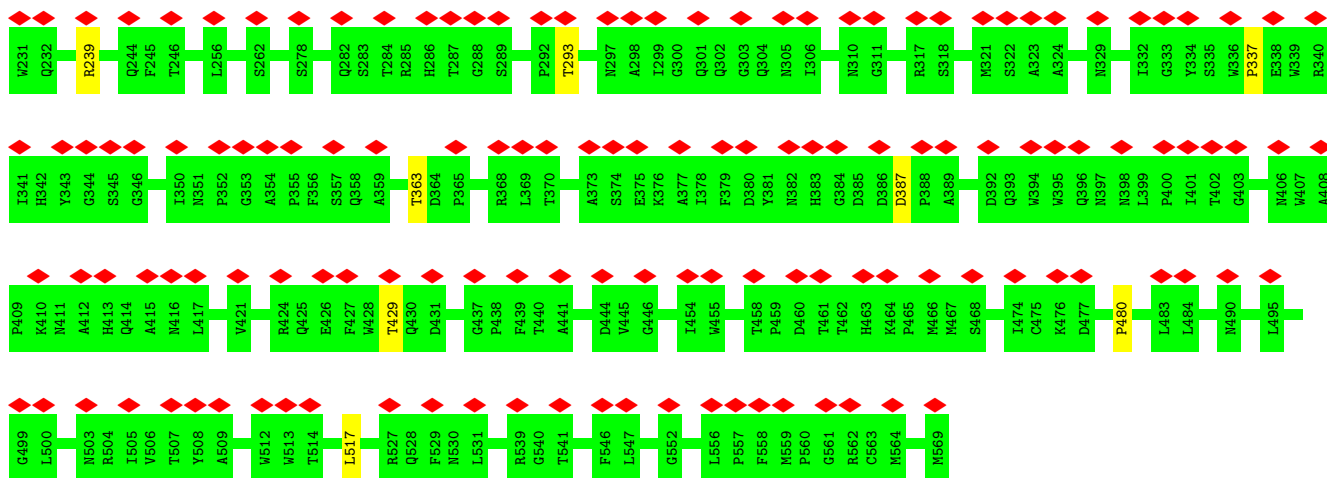 W231 Q232 R239 Q244 F245 T246 L256 S262 S278 Q282 S283 T284 R285 H286 T287 G288 S289 P292 T293 N297 A298 I299 G300 Q301 Q302 G303 Q304 N305 I306 N310 G311 R317 S318 M321 S322 A323 A324 N329 I332 G333 Y334 S335 W336 P337 E338 W339 R340
I341 H342 Y343 G344 S345 G346 I350 N351 P352 G353 A354 P355 F356 S357 Q358 A359 T363 D364 P365 R368 L369 T370 A373 S374 E375 K376 A377 I378 F379 D380 Y381 N382 H383 G384 D385 D386 D387 P388 A389 D392 Q393 W394 W395 Q396 N397 N398 L399 P400 I401 T402 G403 N406 W407 A408
P409 K410 N411 A412 H413 Q414 A415 N416 L417 V421 R424 Q425 E426 F427 W428 T429 Q430 D431 G437 P438 F439 T440 A441 D444 V445 G446 I454 W455 T458 P459 D460 T461 T462 H463 K464 P465 M466 M467 S468 I474 C475 K476 D477 P480 L483 L484 N490 L495
G499 L500 N503 R504 I505 V506 T507 Y508 A509 W512 W513 T514 L517 R527 Q528 F529 N530 L531 R539 G540 T541 F546 L547 G552 L556 P557 F558 M559 P560 G561 R562 C563 M564 M569